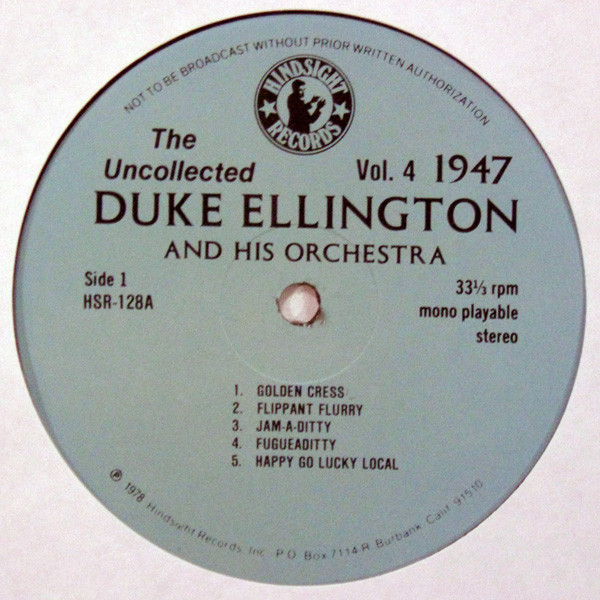 NOT TO BE BROADCAST WITHOUT PRIOR WRITTEN AUTHORIZATION
HINDSIGHT
RECORDS
The
Uncollected Vol. 4 1947
DUKE ELLINGTON
AND HIS ORCHESTRA
Side 1
HSR-128A
33⅓ rpm
mono playable
stereo
1. GOLDEN CRESS
2. FLIPPANT FLURRY
3. JAM-A-DITTY
4. FUGUEADITTY
5. HAPPY GO LUCKY LOCAL
℗ 1978 Hindsight Records, Inc. P.O. Box 7114-R Burbank, Calif. 91510